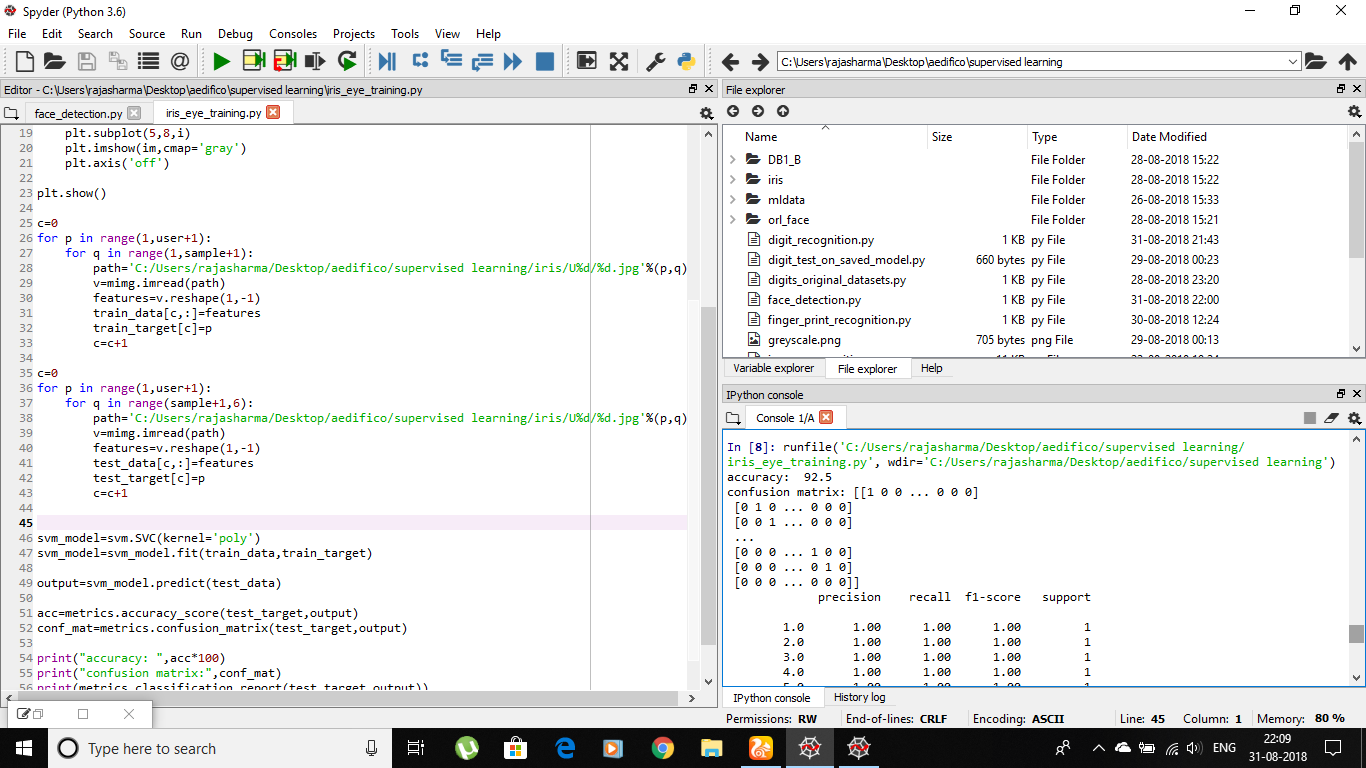 Spyder (Python 3.6)
File Edit Search Source Run Debug Consoles Projects Tools View Help
C:\Users\rajasharma\Desktop\aedifico\supervised learning
Editor - C:\Users\rajasharma\Desktop\aedifico\supervised learning\iris_eye_training.py
face_detection.py iris_eye_training.py
19 plt.subplot(5,8,i)
20 plt.imshow(im,cmap='gray')
21 plt.axis('off')
22
23 plt.show()
24
25 c=0
26 for p in range(1,user+1):
27 for q in range(1,sample+1):
28 path='C:/Users/rajasharma/Desktop/aedifico/supervised learning/iris/U%d/%d.jpg'%(p,q)
29 v=mimg.imread(path)
30 features=v.reshape(1,-1)
31 train_data[c,:]=features
32 train_target[c]=p
33 c=c+1
34
35 c=0
36 for p in range(1,user+1):
37 for q in range(sample+1,6):
38 path='C:/Users/rajasharma/Desktop/aedifico/supervised learning/iris/U%d/%d.jpg'%(p,q)
39 v=mimg.imread(path)
40 features=v.reshape(1,-1)
41 test_data[c,:]=features
42 test_target[c]=p
43 c=c+1
44
45
46 svm_model=svm.SVC(kernel='poly')
47 svm_model=svm_model.fit(train_data,train_target)
48
49 output=svm_model.predict(test_data)
50
51 acc=metrics.accuracy_score(test_target,output)
52 conf_mat=metrics.confusion_matrix(test_target,output)
53
54 print("accuracy: ",acc*100)
55 print("confusion matrix:",conf_mat)
56 print(metrics.classification_report(test_target,output))
File explorer
Name Size Type Date Modified
DB1_B File Folder 28-08-2018 15:22
iris File Folder 28-08-2018 15:22
mldata File Folder 26-08-2018 15:33
orl_face File Folder 28-08-2018 15:21
digit_recognition.py 1 KB py File 31-08-2018 21:43
digit_test_on_saved_model.py 660 bytes py File 29-08-2018 00:23
digits_original_datasets.py 1 KB py File 28-08-2018 23:20
face_detection.py 1 KB py File 31-08-2018 22:00
finger_print_recognition.py 1 KB py File 30-08-2018 12:24
greyscale.png 705 bytes png File 29-08-2018 00:13
Variable explorer File explorer Help
IPython console
Console 1/A
In [8]: runfile('C:/Users/rajasharma/Desktop/aedifico/supervised learning/
iris_eye_training.py', wdir='C:/Users/rajasharma/Desktop/aedifico/supervised learning')
accuracy: 92.5
confusion matrix: [[1 0 0 ... 0 0 0]
[0 1 0 ... 0 0 0]
[0 0 1 ... 0 0 0]
...
[0 0 0 ... 1 0 0]
[0 0 0 ... 0 1 0]
[0 0 0 ... 0 0 0]]
precision recall f1-score support
1.0 1.00 1.00 1.00 1
2.0 1.00 1.00 1.00 1
3.0 1.00 1.00 1.00 1
4.0 1.00 1.00 1.00 1
IPython console History log
Permissions: RW End-of-lines: CRLF Encoding: ASCII Line: 45 Column: 1 Memory: 80 %
Type here to search
ENG
22:09
31-08-2018